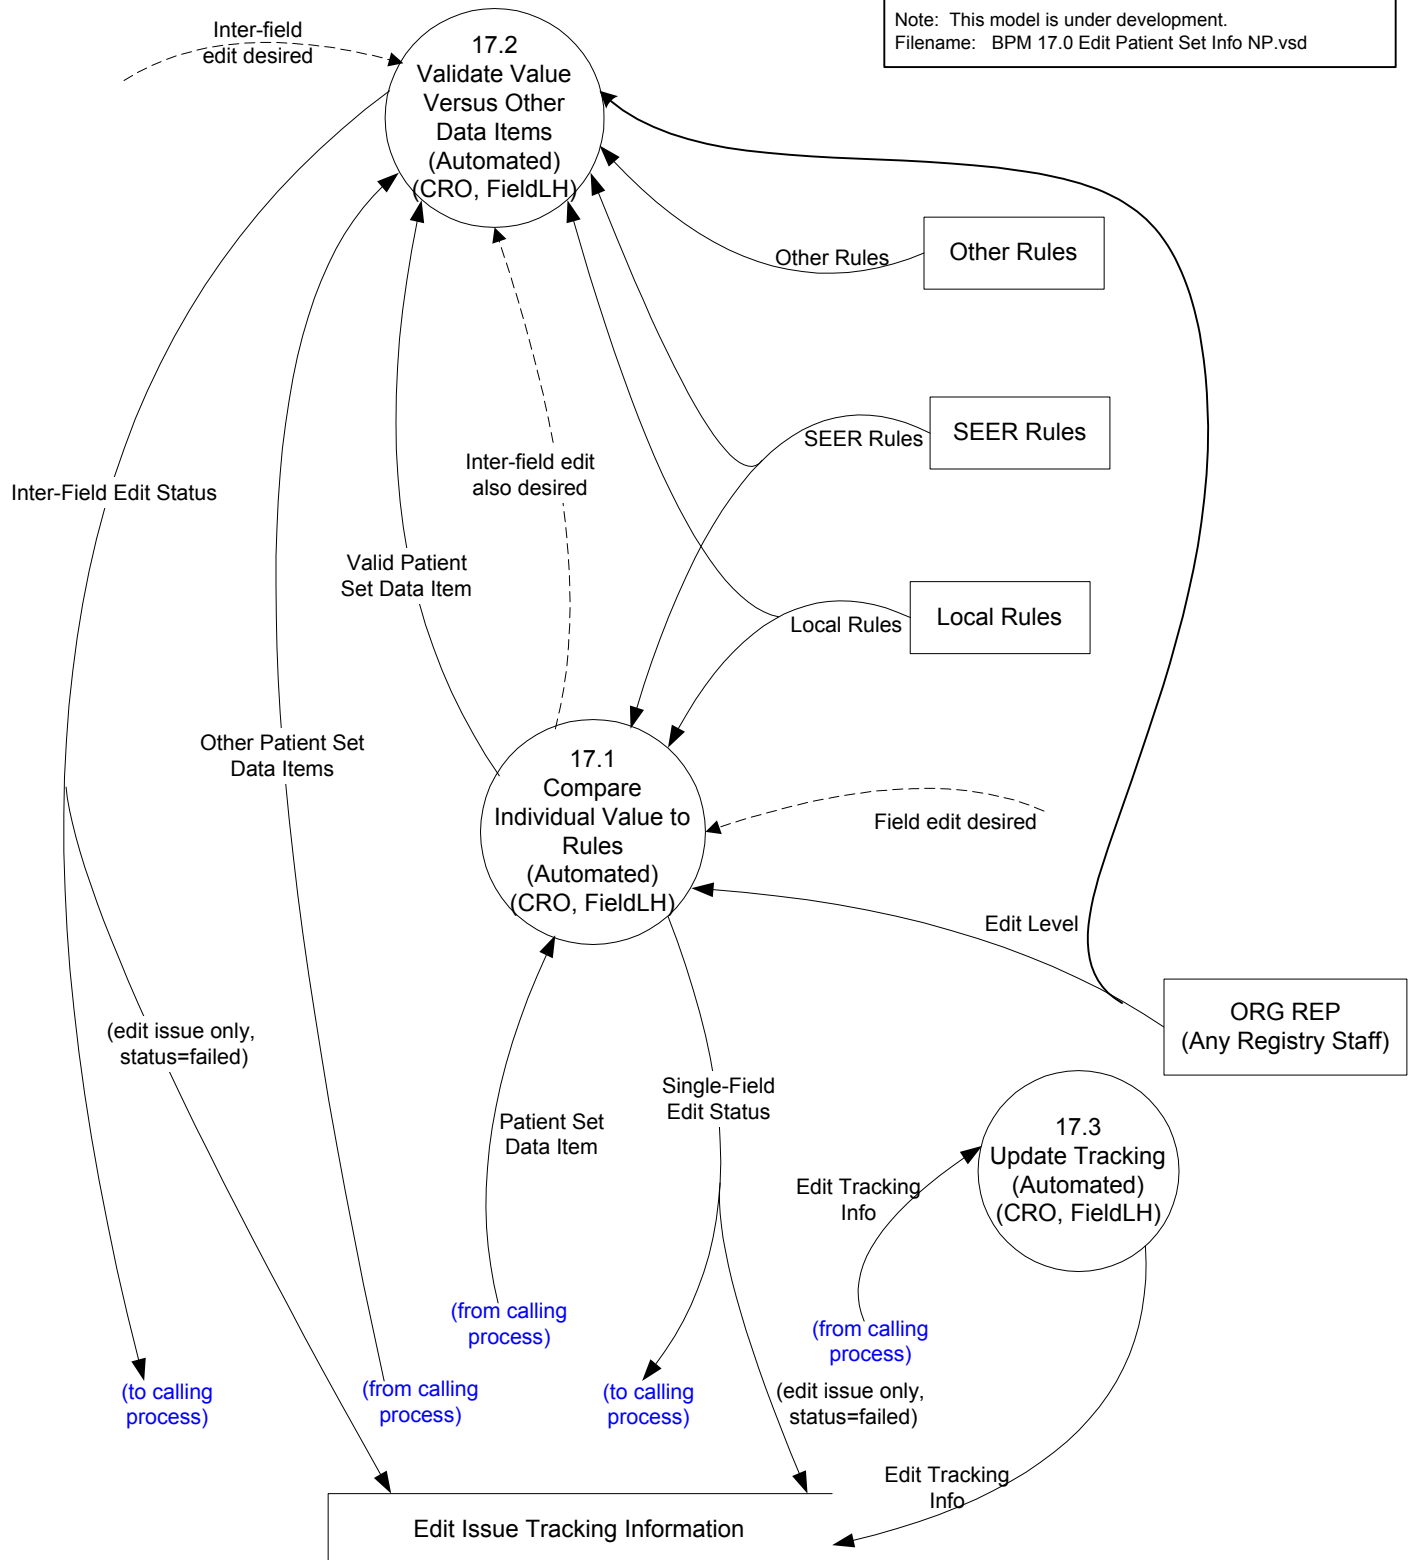 Note: This model is under development.
Filename: BPM 17.0 Edit Patient Set Info NP.vsd
Inter-field
edit desired
17.2
Validate Value
Versus Other
Data Items
(Automated)
(CRO, FieldLH)
Other Rules
Other Rules
SEER Rules
SEER Rules
Inter-field edit
also desired
Inter-Field Edit Status
Valid Patient
Set Data Item
Local Rules
Local Rules
Other Patient Set
Data Items
17.1
Compare
Individual Value to
Rules
(Automated)
(CRO, FieldLH)
Field edit desired
Edit Level
ORG REP
(Any Registry Staff)
(edit issue only,
status=failed)
Single-Field
Edit Status
Patient Set
Data Item
17.3
Update Tracking
(Automated)
(CRO, FieldLH)
Edit Tracking
Info
(from calling
process)
(from calling
process)
(to calling
process)
(from calling
process)
(to calling
process)
(edit issue only,
status=failed)
Edit Tracking
Info
Edit Issue Tracking Information